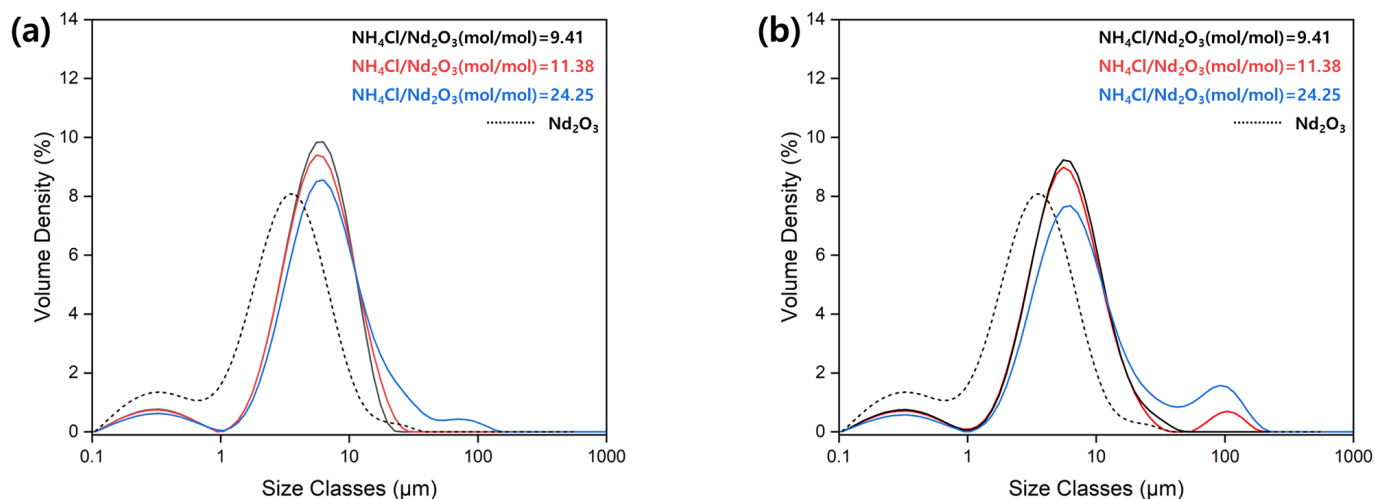 (a)
NH₄Cl/Nd₂O₃(mol/mol)=9.41
NH₄Cl/Nd₂O₃(mol/mol)=11.38
NH₄Cl/Nd₂O₃(mol/mol)=24.25
Nd₂O₃
Volume Density (%)
14
12
10
8
6
4
2
0
0.1 1 10 100 1000
Size Classes (µm)
(b)
NH₄Cl/Nd₂O₃(mol/mol)=9.41
NH₄Cl/Nd₂O₃(mol/mol)=11.38
NH₄Cl/Nd₂O₃(mol/mol)=24.25
Nd₂O₃
Volume Density (%)
14
12
10
8
6
4
2
0
0.1 1 10 100 1000
Size Classes (µm)